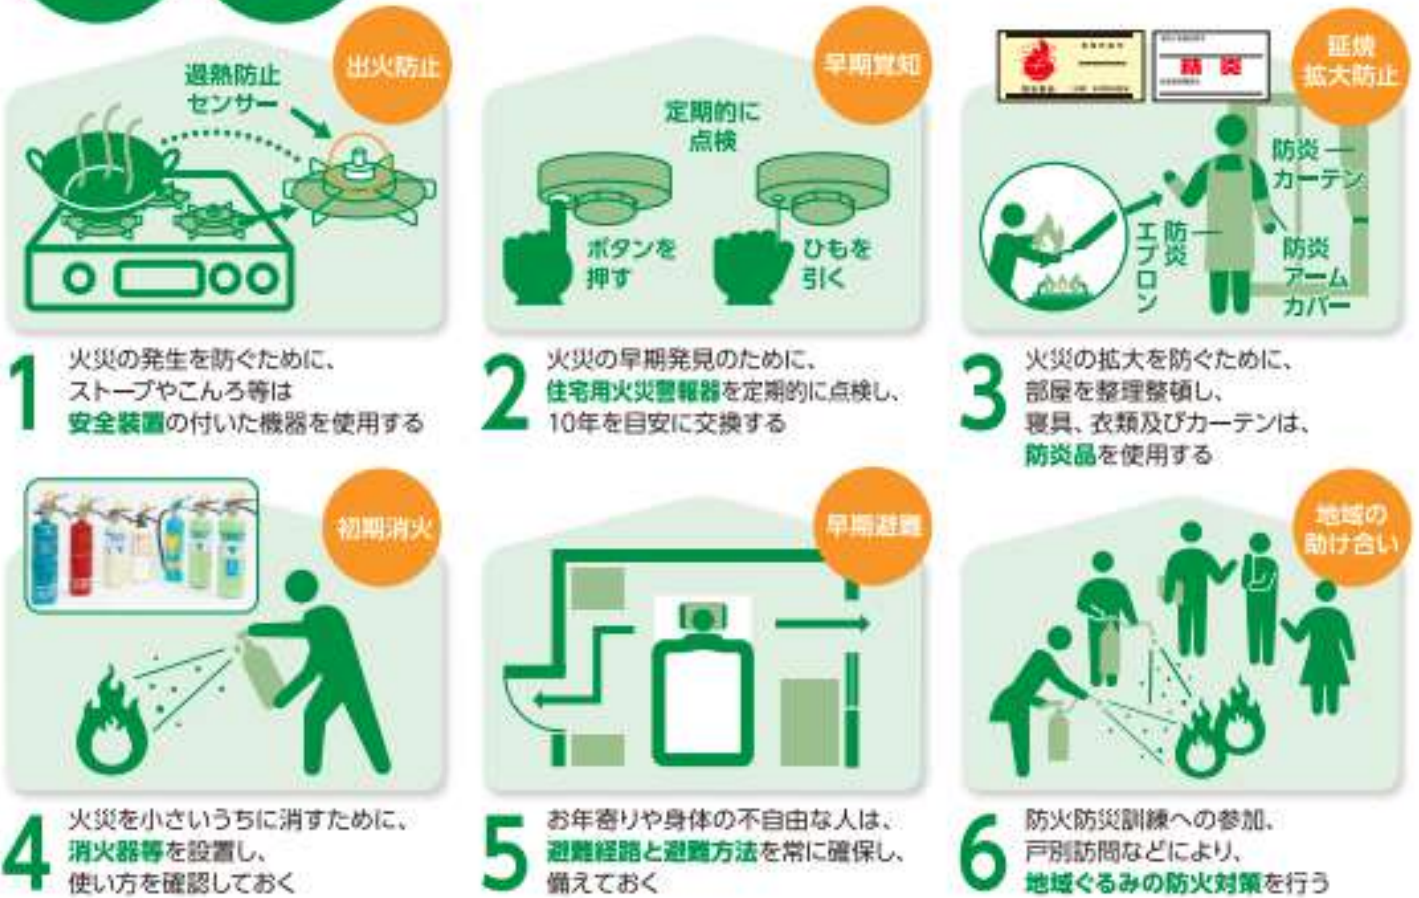 出火防止
過熱防止
センサー
1
火災の発生を防ぐために、
ストーブやこんろ等は
安全装置の付いた機器を使用する
早期覚知
定期的に
点検
ボタンを
押す
ひもを
引く
2
火災の早期発見のために、
住宅用火災警報器を定期的に点検し、
10年を目安に交換する
延焼
拡大防止
防炎
防炎
カーテン
防炎
エプロン
防炎
アーム
カバー
3
火災の拡大を防ぐために、
部屋を整理整頓し、
寝具、衣類及びカーテンは、
防炎品を使用する
初期消火
4
火災を小さいうちに消すために、
消火器等を設置し、
使い方を確認しておく
早期避難
5
お年寄りや身体の不自由な人は、
避難経路と避難方法を常に確保し、
備えておく
地域の
助け合い
6
防火防災訓練への参加、
戸別訪問などにより、
地域ぐるみの防火対策を行う